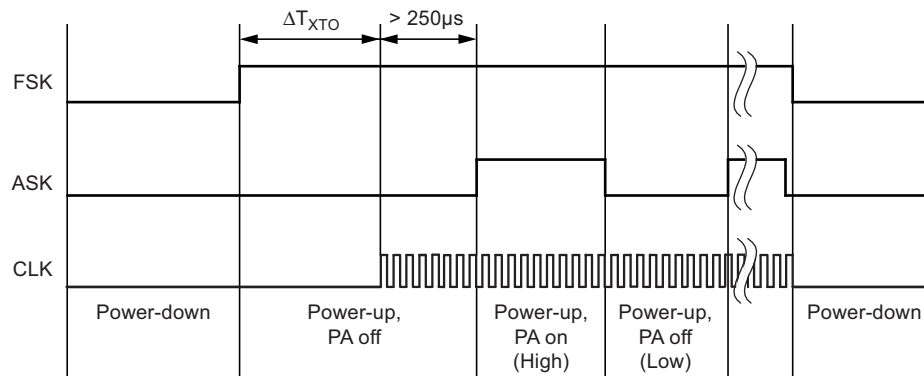 ΔT_XTO
> 250μs
FSK
ASK
CLK
Power-down
Power-up,
PA off
Power-up,
PA on
(High)
Power-up,
PA off
(Low)
Power-down